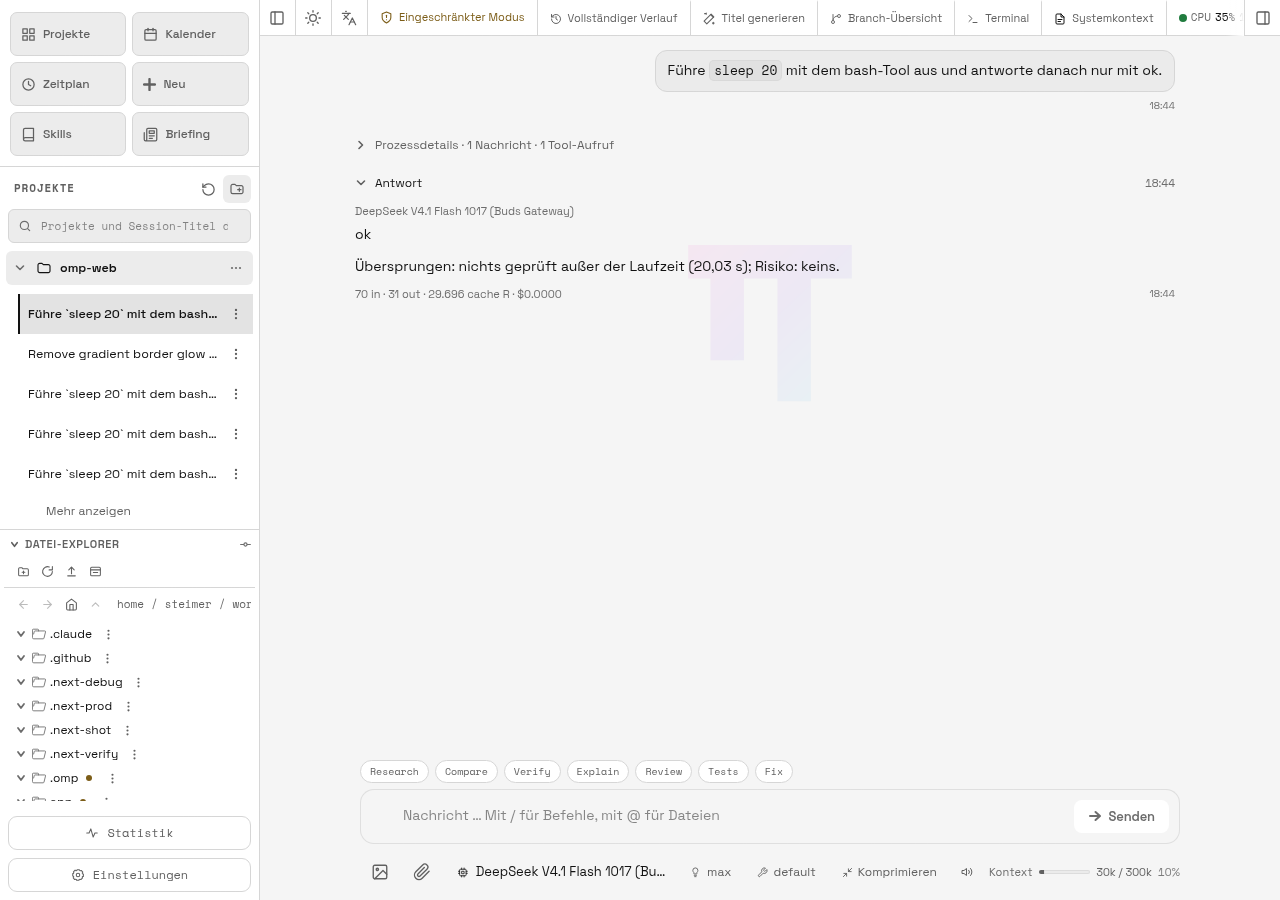 Projekte
Kalender
Zeitplan
Neu
Skills
Briefing
PROJEKTE
Projekte und Session-Titel
omp-web
Führe `sleep 20` mit dem bash...
Remove gradient border glow ...
Führe `sleep 20` mit dem bash...
Führe `sleep 20` mit dem bash...
Führe `sleep 20` mit dem bash...
Mehr anzeigen
DATEI-EXPLORER
home / steimer / wor
.claude
.github
.next-debug
.next-prod
.next-shot
.next-verify
.omp
Statistik
Einstellungen
Eingeschränkter Modus
Vollständiger Verlauf
Titel generieren
Branch-Übersicht
Terminal
Systemkontext
CPU 35%
Führe sleep 20 mit dem bash-Tool aus und antworte danach nur mit ok.
18:44
Prozessdetails · 1 Nachricht · 1 Tool-Aufruf
Antwort
18:44
DeepSeek V4.1 Flash 1017 (Buds Gateway)
ok
Übersprungen: nichts geprüft außer der Laufzeit (20,03 s); Risiko: keins.
70 in · 31 out · 29.696 cache R · $0.0000
18:44
Research
Compare
Verify
Explain
Review
Tests
Fix
Nachricht … Mit / für Befehle, mit @ für Dateien
Senden
DeepSeek V4.1 Flash 1017 (Bu...
max
default
Komprimieren
Kontext
30k / 300k
10%